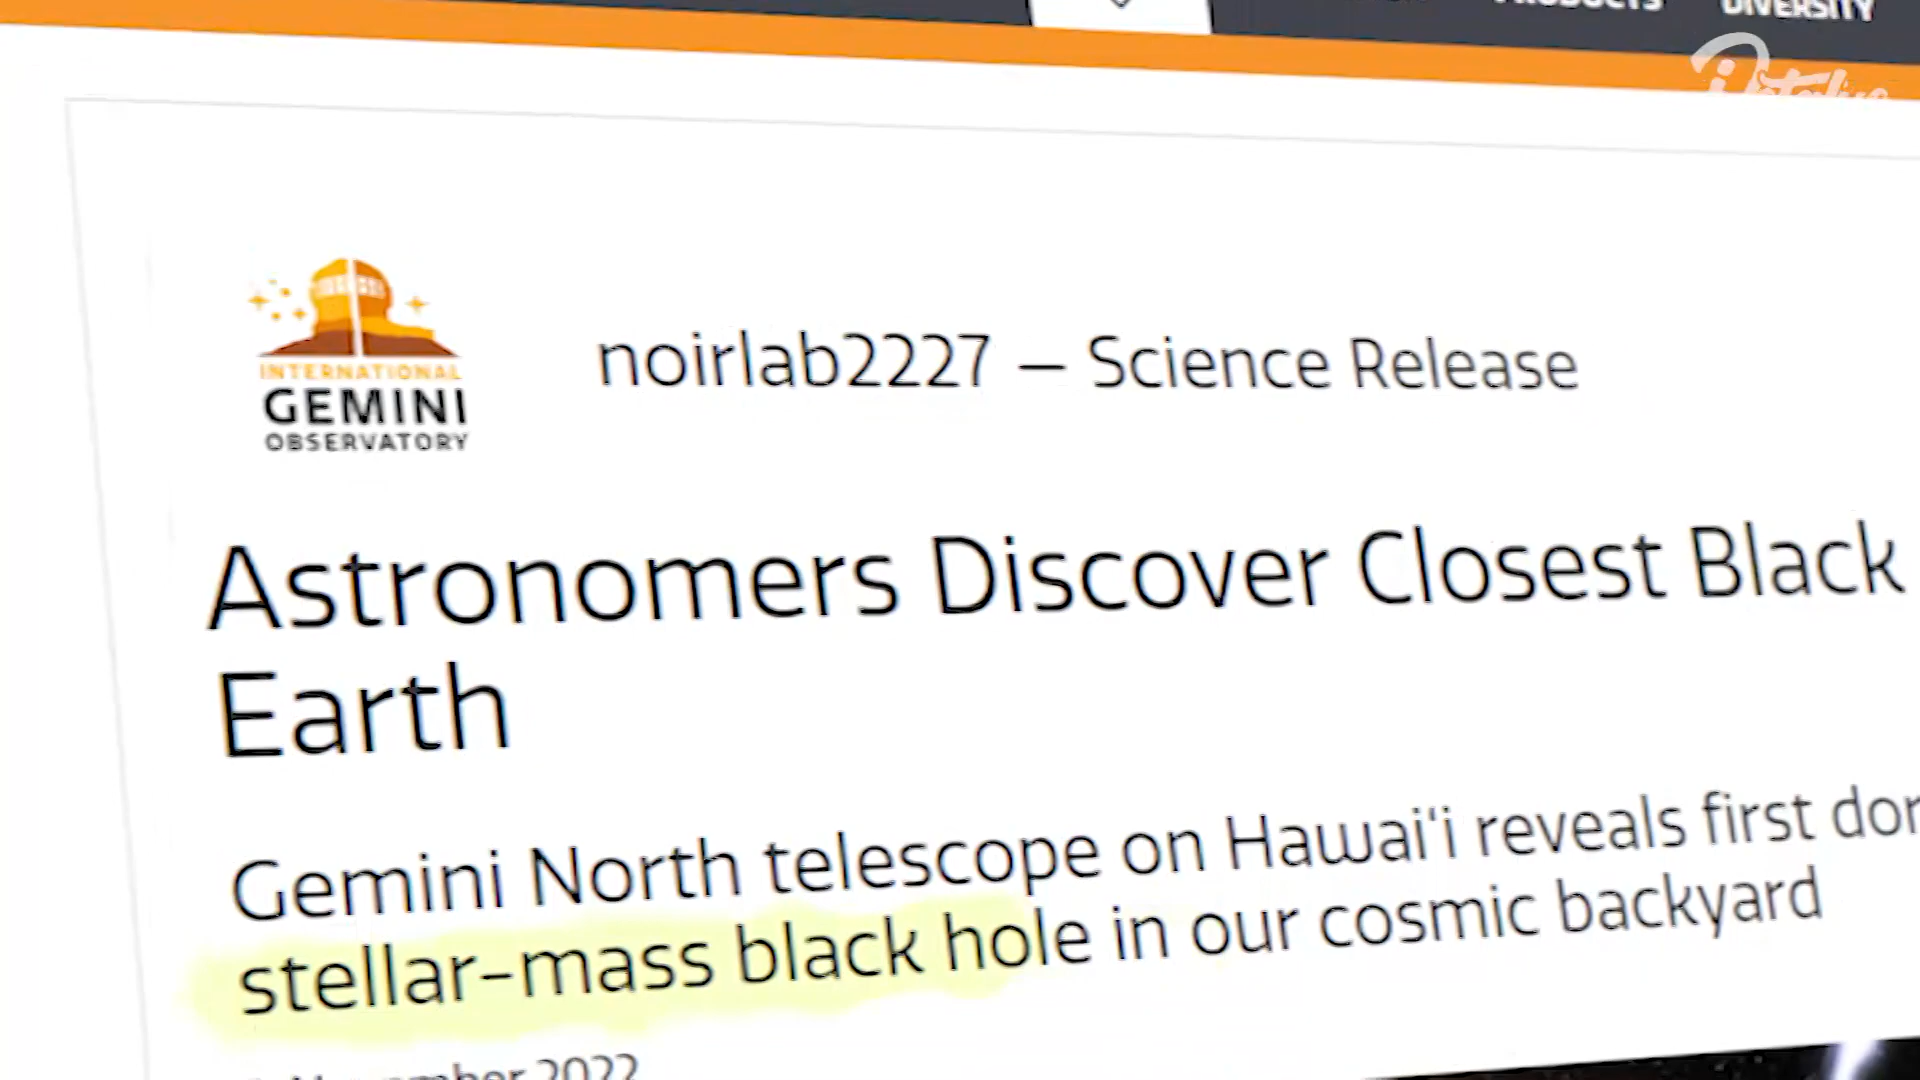 PRODUCTS
DIVERSITY
INTERNATIONAL
GEMINI
OBSERVATORY
noirlab2227 — Science Release
Astronomers Discover Closest Black
Earth
Gemini North telescope on Hawai'i reveals first
stellar-mass black hole in our cosmic backyard
2022